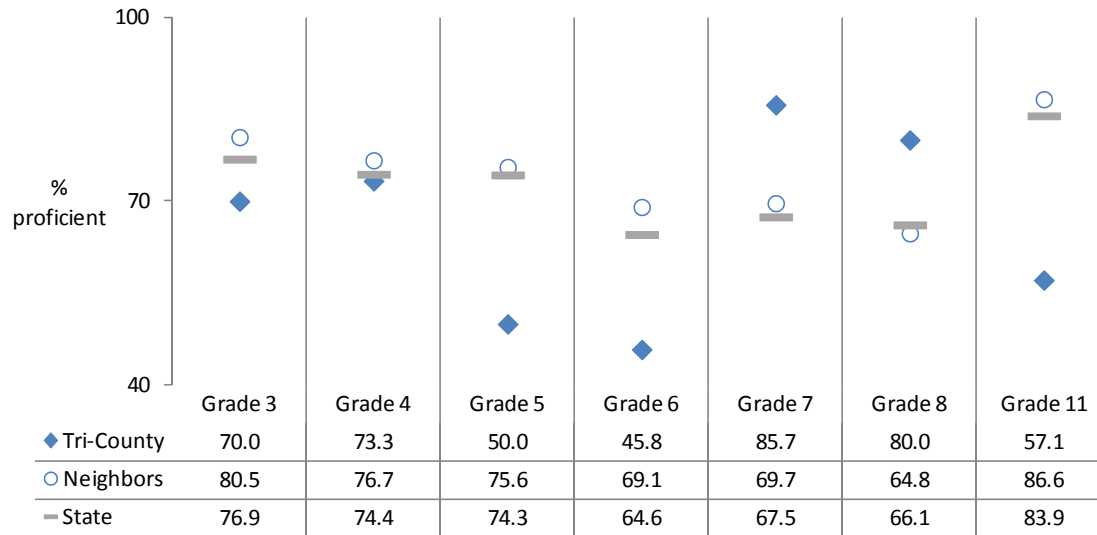 100
70
40
%
proficient
Grade 3 Grade 4 Grade 5 Grade 6 Grade 7 Grade 8 Grade 11
Tri-County 70.0 73.3 50.0 45.8 85.7 80.0 57.1
Neighbors 80.5 76.7 75.6 69.1 69.7 64.8 86.6
State 76.9 74.4 74.3 64.6 67.5 66.1 83.9